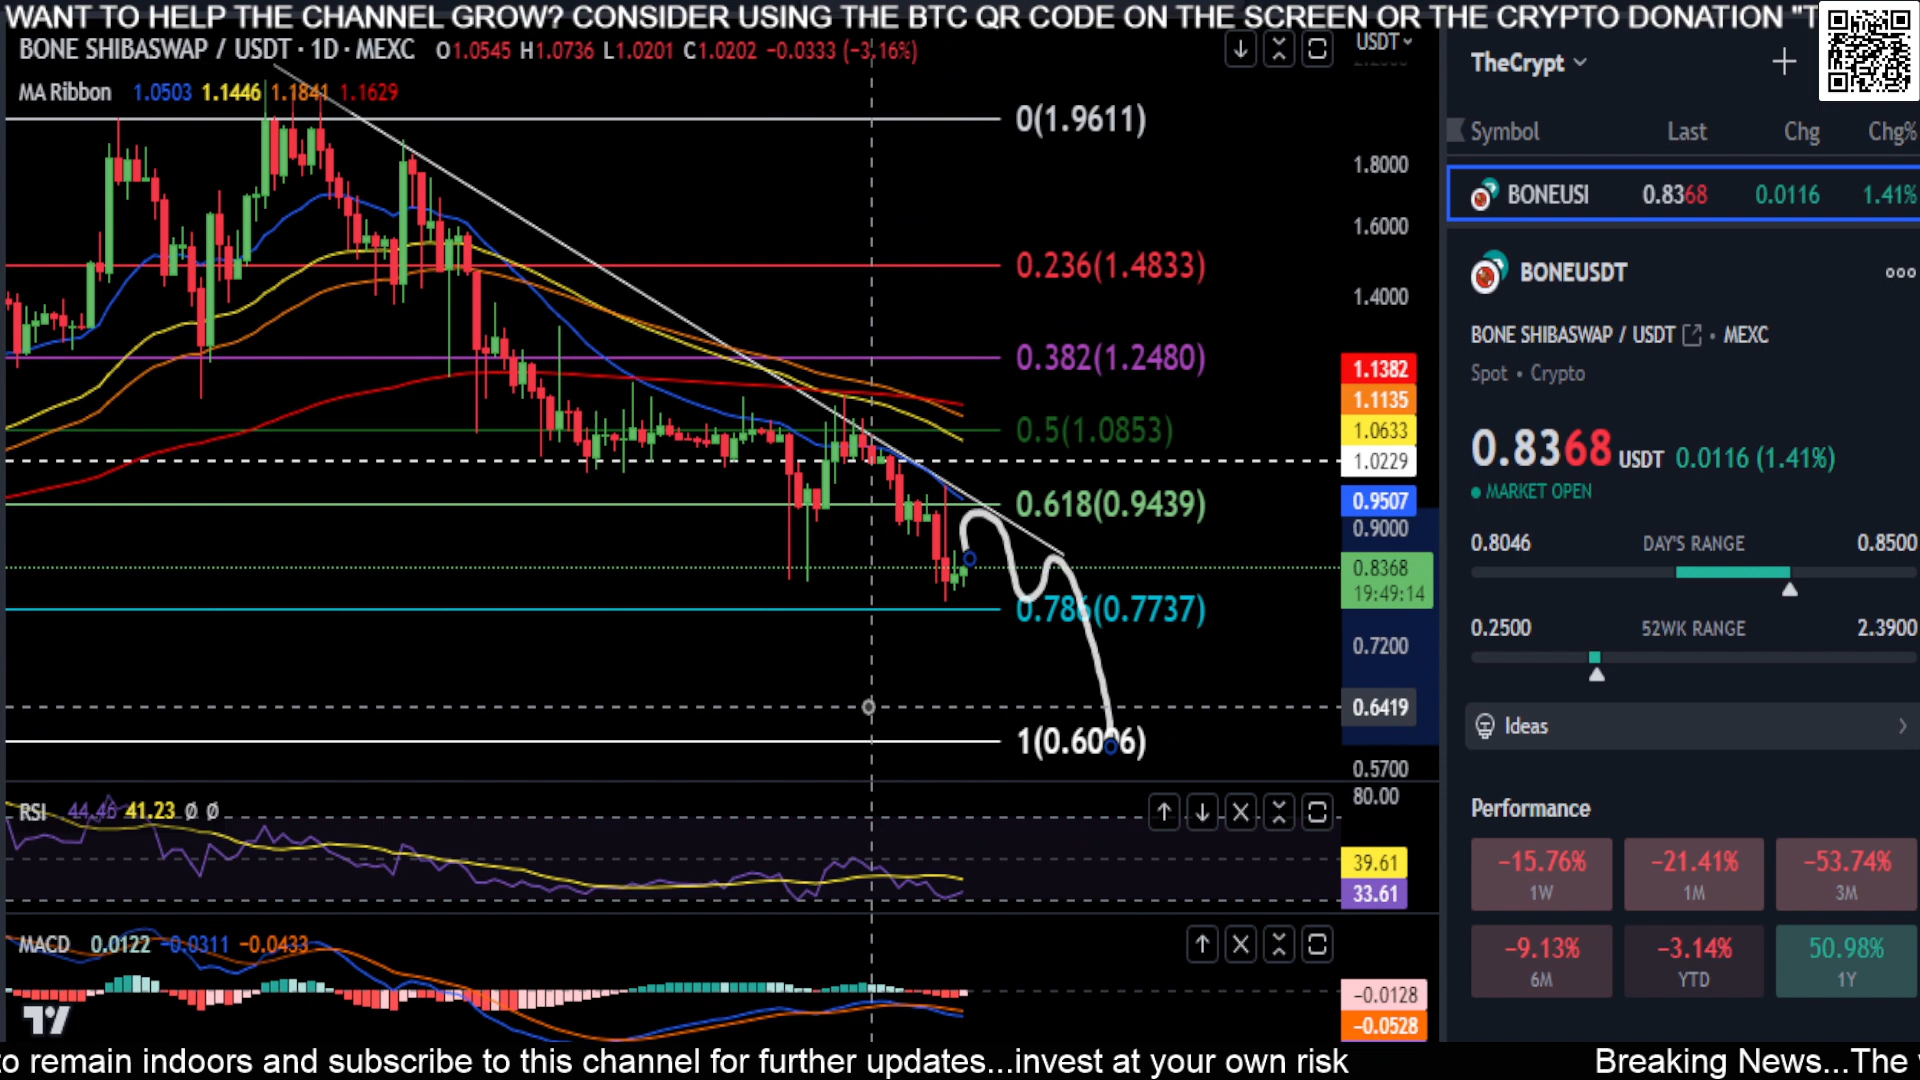 WANT TO HELP THE CHANNEL GROW? CONSIDER USING THE BTC QR CODE ON THE SCREEN OR THE CRYPTO DONATION "T
BONE SHIBASWAP / USDT · 1D · MEXC O1.0545 H1.0736 L1.0201 C1.0202 −0.0333 (−3.16%)
USDT
MA Ribbon 1.0503 1.1446 1.1841 1.1629
0(1.9611)
1.8000
1.6000
0.236(1.4833)
1.4000
0.382(1.2480)
1.1382
1.1135
0.5(1.0853)
1.0633
1.0229
0.618(0.9439)
0.9507
0.9000
0.8368
19:49:14
0.786(0.7737)
0.7200
0.6419
0.5700
RSI 44.46 41.23 Ø Ø
80.00
39.61
33.61
MACD 0.0122 −0.0311 −0.0433
−0.0128
−0.0528
TheCrypt
Symbol Last Chg Chg%
BONEUSI 0.8368 0.0116 1.41%
BONEUSDT
BONE SHIBASWAP / USDT · MEXC
Spot • Crypto
0.8368 USDT 0.0116 (1.41%)
MARKET OPEN
0.8046 DAY'S RANGE 0.8500
0.2500 52WK RANGE 2.3900
Ideas
Performance
−15.76% −21.41% −53.74%
1W 1M 3M
−9.13% −3.14% 50.98%
6M YTD 1Y
to remain indoors and subscribe to this channel for further updates...invest at your own risk Breaking News...The